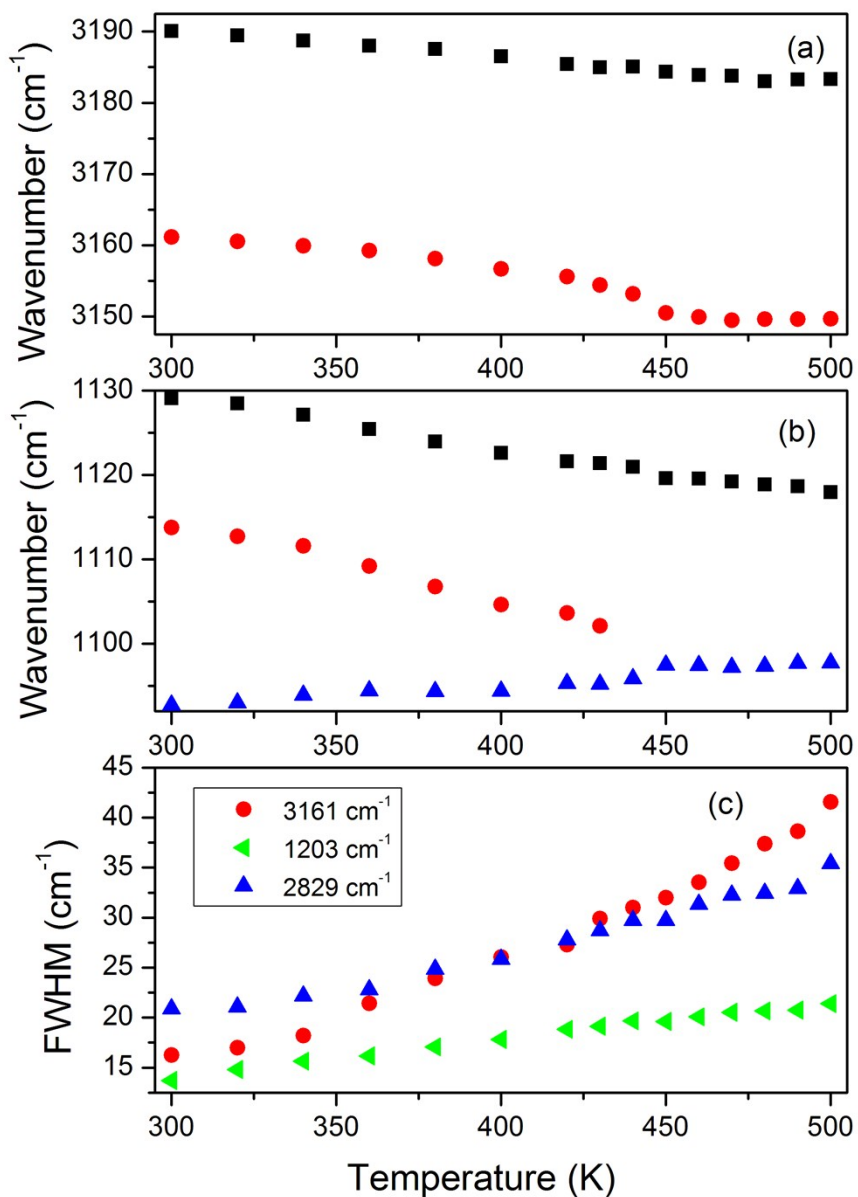 (a)
Wavenumber (cm⁻¹)
3190
3180
3170
3160
3150
300 350 400 450 500
(b)
Wavenumber (cm⁻¹)
1130
1120
1110
1100
300 350 400 450 500
(c)
FWHM (cm⁻¹)
45
40
35
30
25
20
15
3161 cm⁻¹
1203 cm⁻¹
2829 cm⁻¹
300 350 400 450 500
Temperature (K)